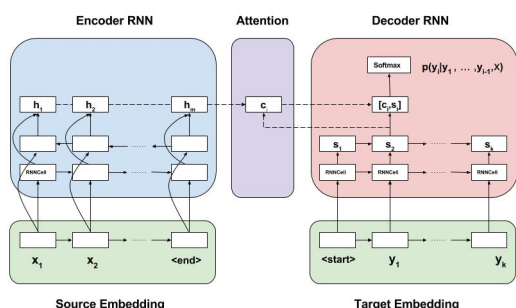 Encoder RNN
Attention
Decoder RNN
Softmax
p(y_i|y_1 , … ,y_{i-1},X)
h_1
h_2
h_m
c_i
[c_i,s_i]
s_1
s_2
s_k
RNNCell
RNNCell
RNNCell
RNNCell
x_1
x_2
<end>
<start>
y_1
y_k
Source Embedding
Target Embedding